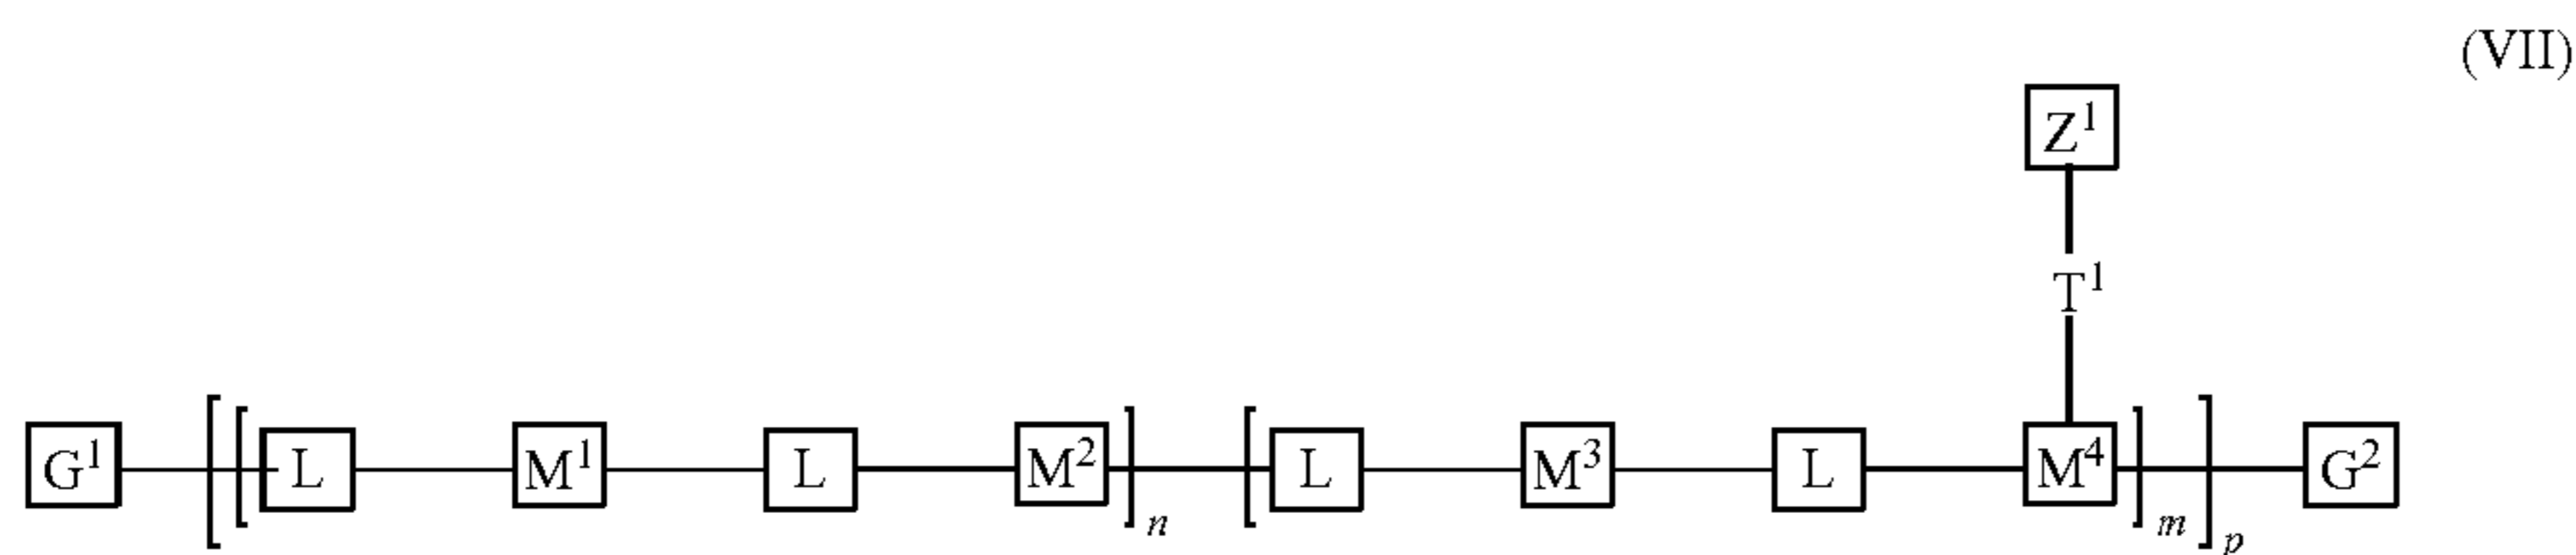 (VII)
Z¹
T¹
G¹ [ [ L M¹ L M² ]n [ L M³ L M⁴ ]m ]p G²